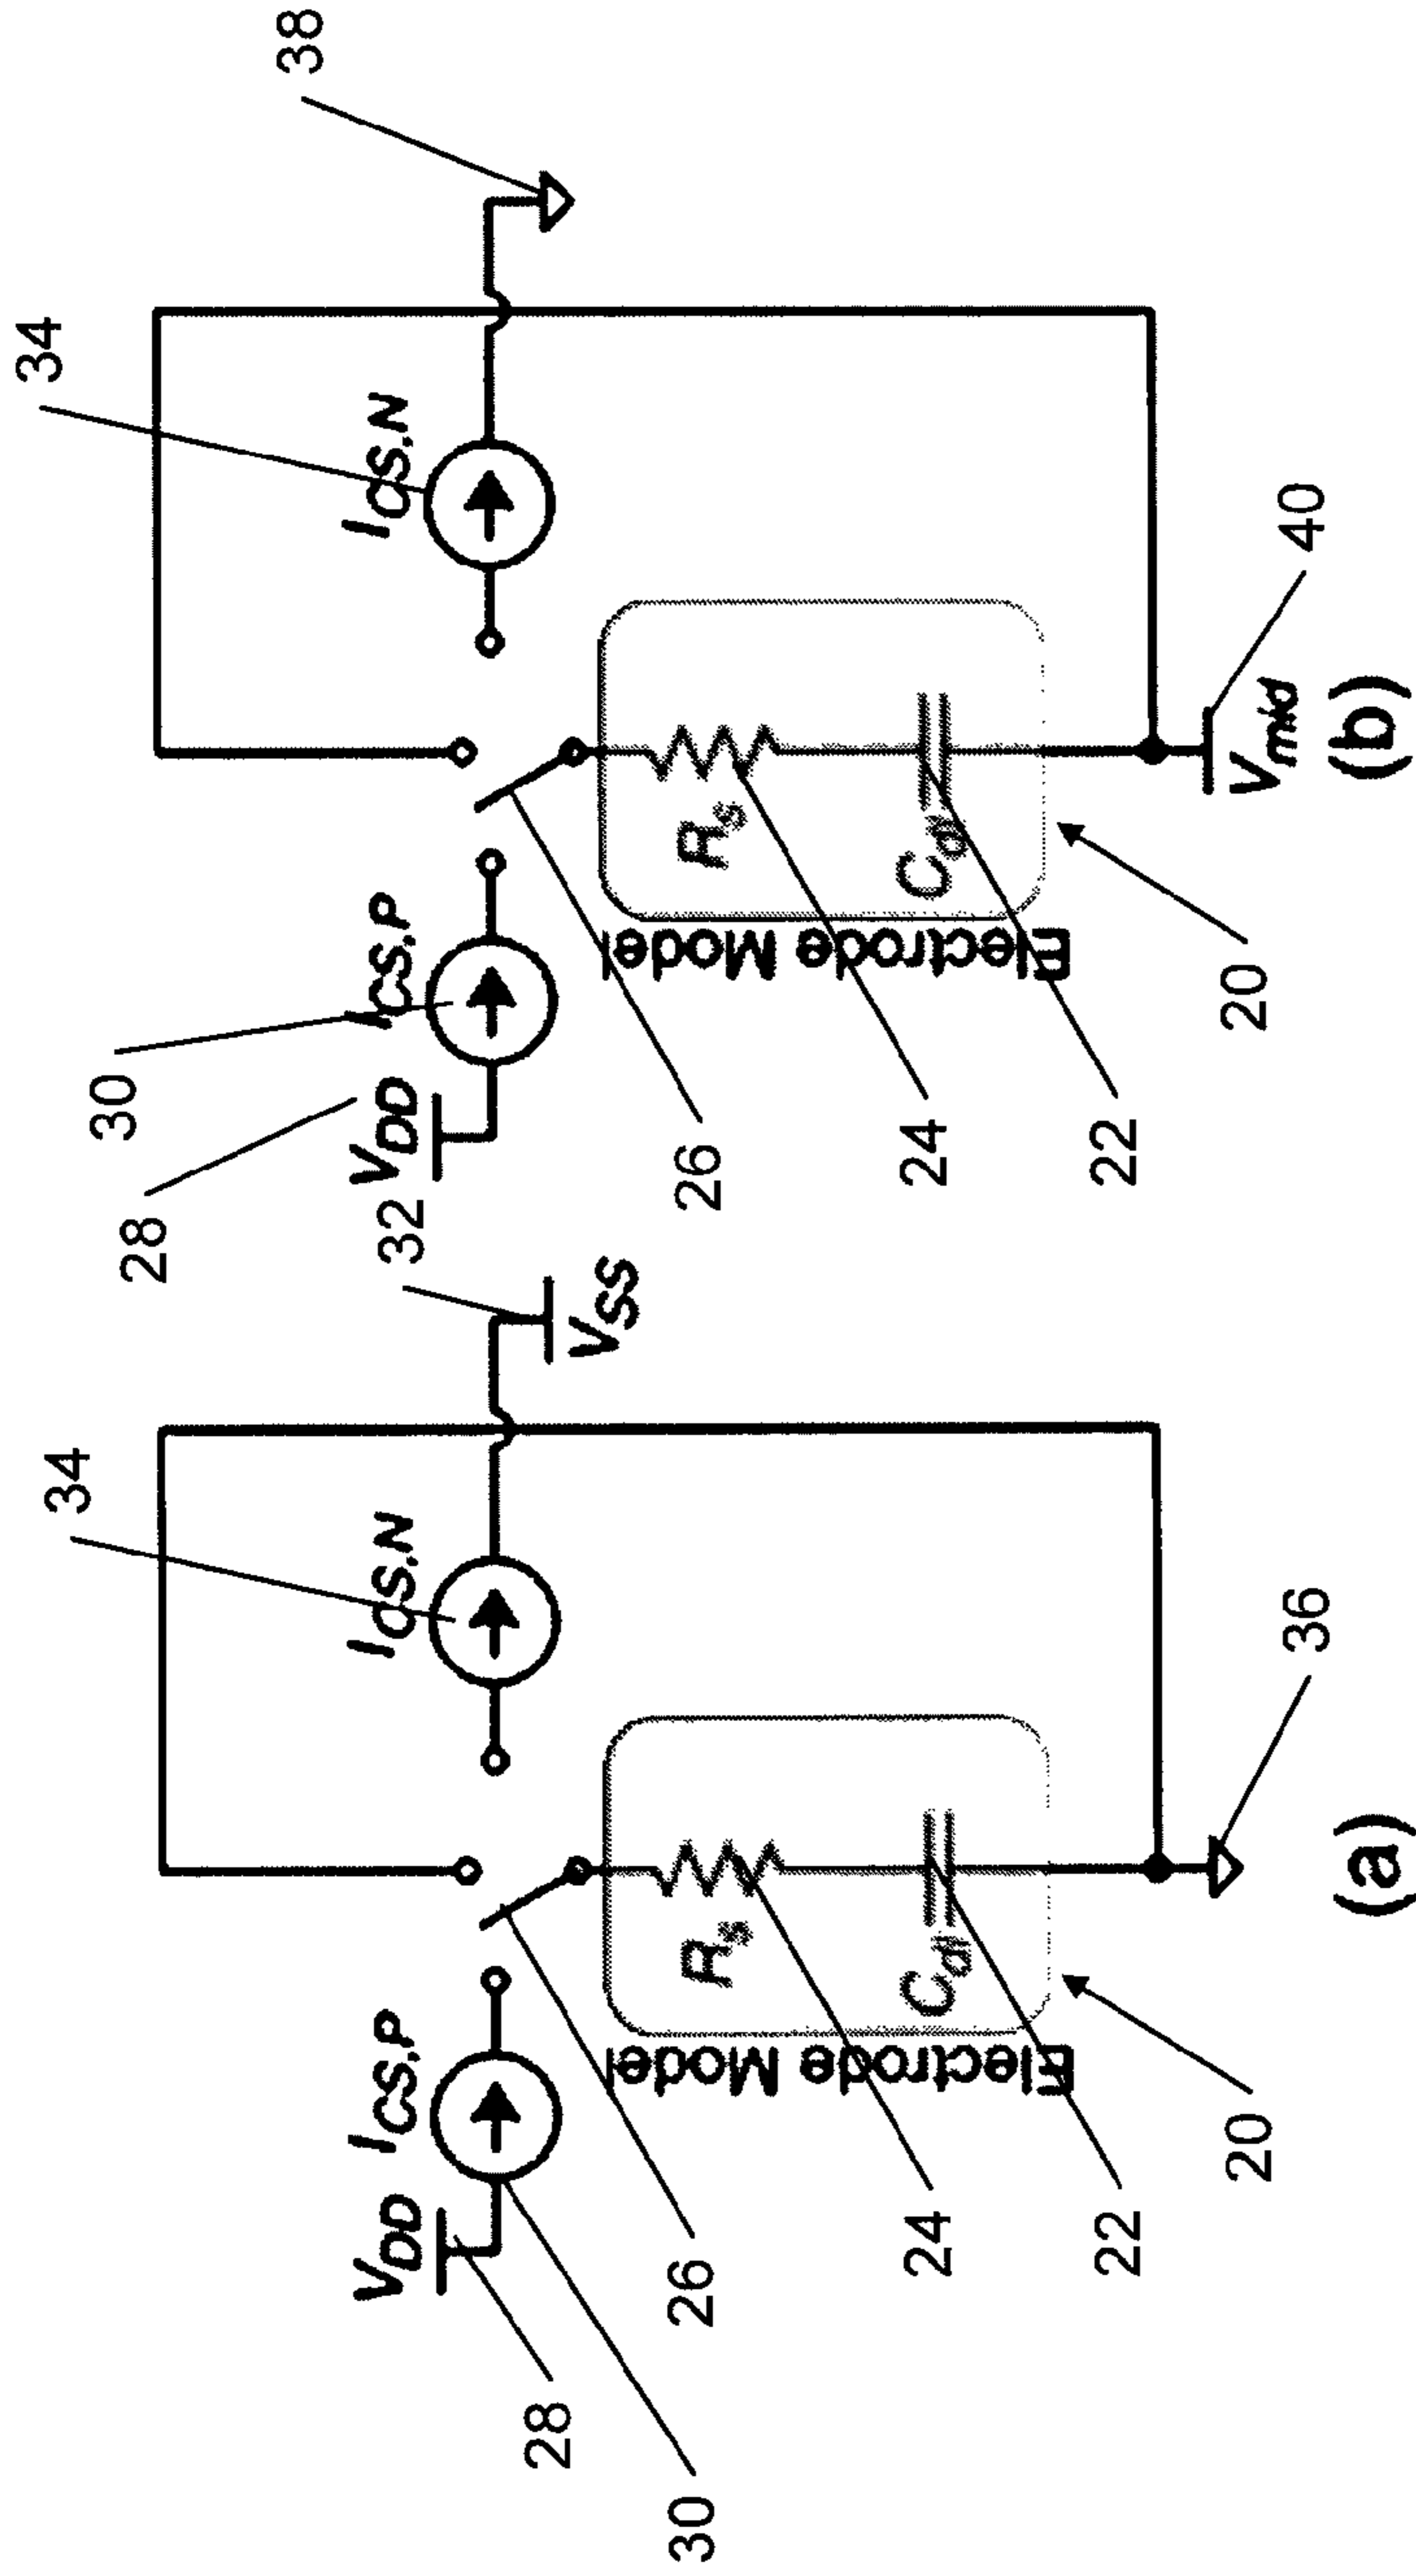 34
I_CS,N
V_DD
I_CS,P
32
V_SS
28
30
R_s
C_dl
Electrode Model
26
24
22
20
36
(a)
34
I_CS,N
38
30
I_CS,P
28
V_DD
R_s
C_dl
Electrode Model
26
24
22
20
V_mid
40
(b)